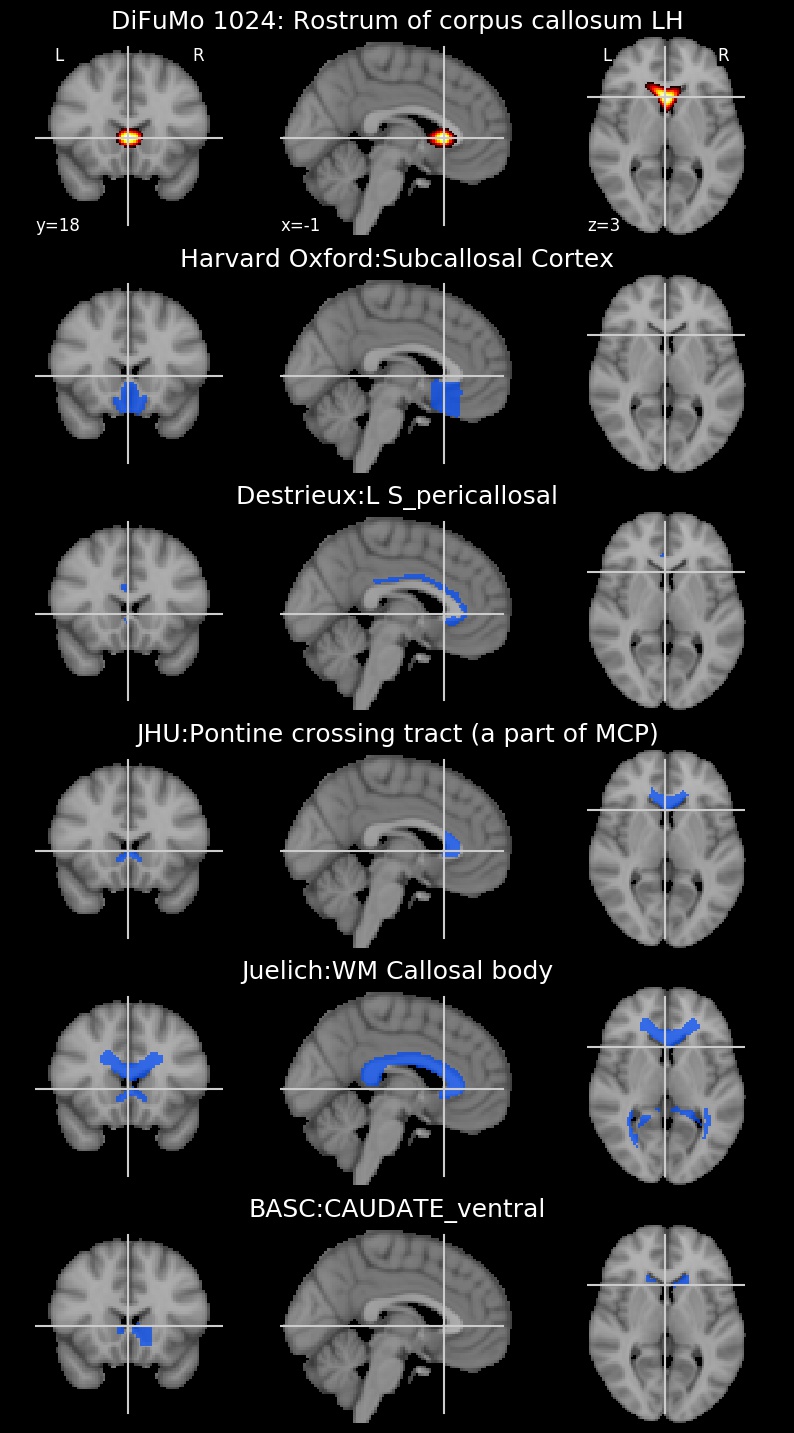 DiFuMo 1024: Rostrum of corpus callosum LH
L R L R
y=18 x=-1 z=3
Harvard Oxford:Subcallosal Cortex
Destrieux:L S_pericallosal
JHU:Pontine crossing tract (a part of MCP)
Juelich:WM Callosal body
BASC:CAUDATE_ventral